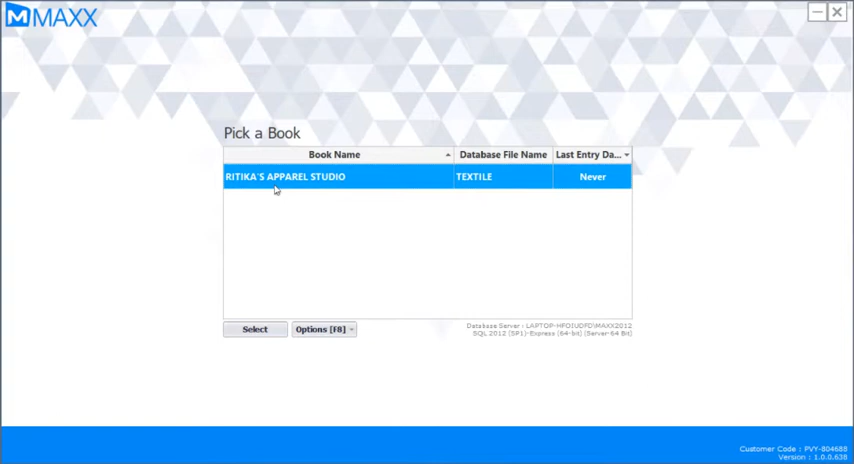 MAXX
Pick a Book
Book Name Database File Name Last Entry Da...
RITIKA'S APPAREL STUDIO TEXTILE Never
Select Options [F8]
Database Server : LAPTOP-HFOIUDFD\MAXX2012
SQL 2012 (SP1)-Express (64-bit) [Server-64 Bit]
Customer Code : PVY-804688
Version : 1.0.0.638